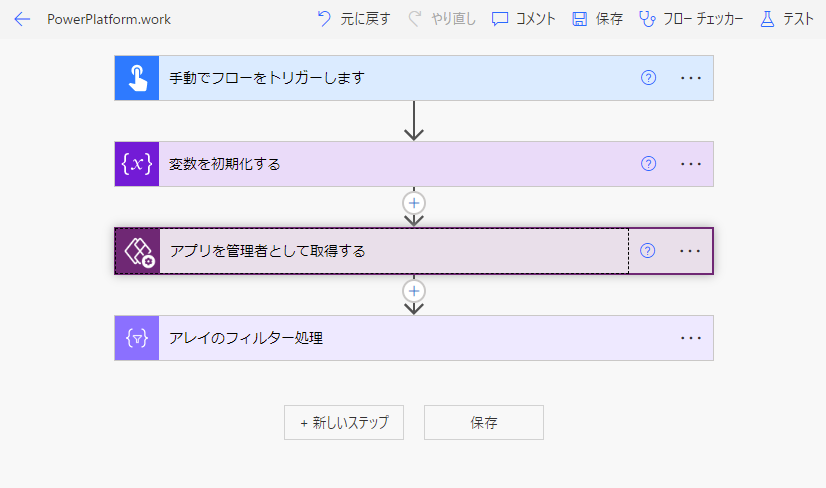 PowerPlatform.work 元に戻す やり直し コメント 保存 フロー チェッカー テスト
手動でフローをトリガーします
{x} 変数を初期化する
アプリを管理者として取得する
アレイのフィルター処理
+ 新しいステップ 保存